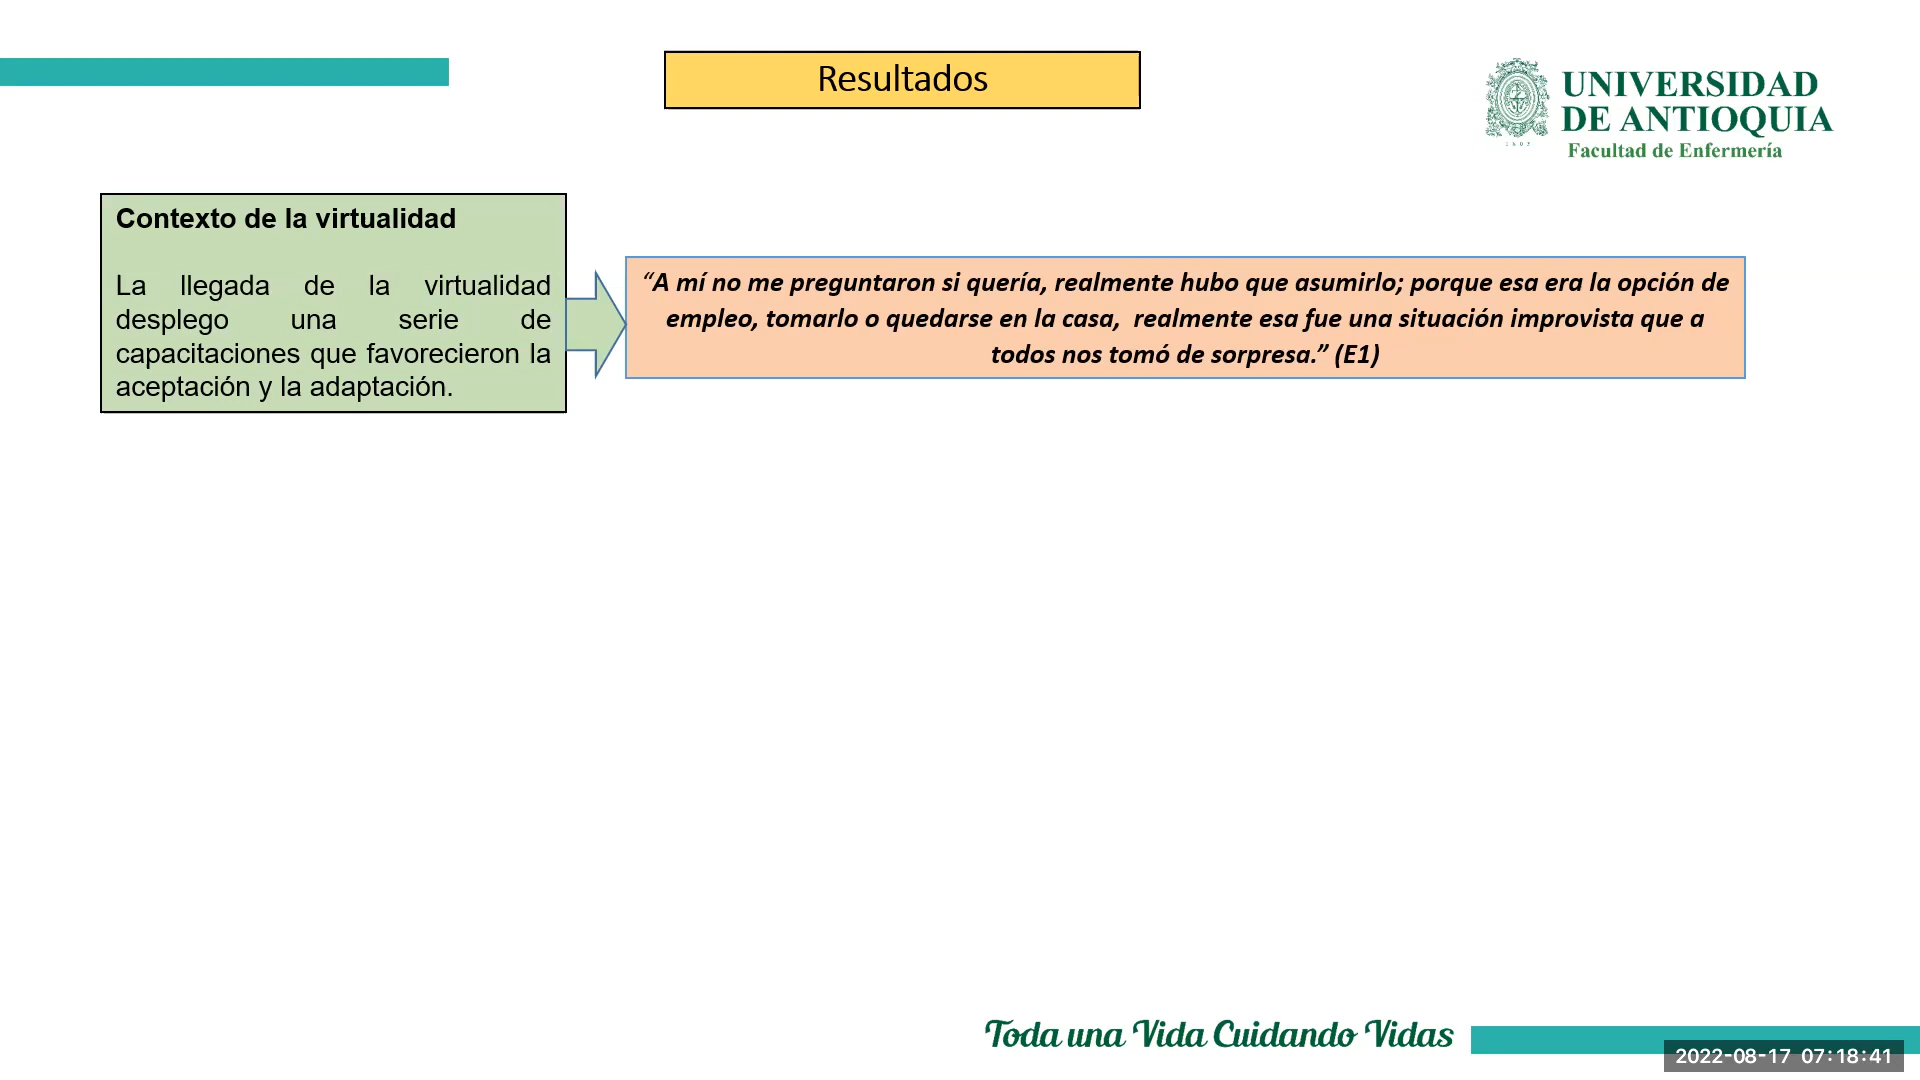 Resultados
UNIVERSIDAD
DE ANTIOQUIA
Facultad de Enfermería
1803
Contexto de la virtualidad
La llegada de la virtualidad
desplego una serie de
capacitaciones que favorecieron la
aceptación y la adaptación.
“A mí no me preguntaron si quería, realmente hubo que asumirlo; porque esa era la opción de
empleo, tomarlo o quedarse en la casa, realmente esa fue una situación improvista que a
todos nos tomó de sorpresa.” (E1)
Toda una Vida Cuidando Vidas
2022-08-17 07:18:41